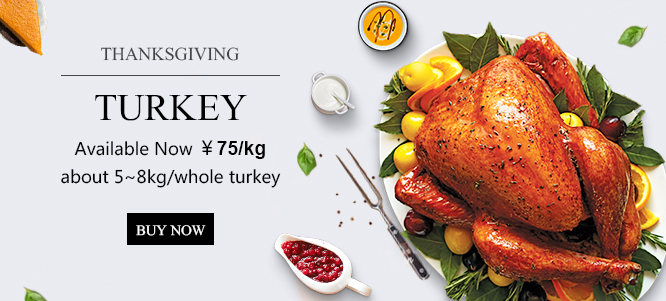 THANKSGIVING
TURKEY
Available Now ￥75/kg
about 5~8kg/whole turkey
BUY NOW